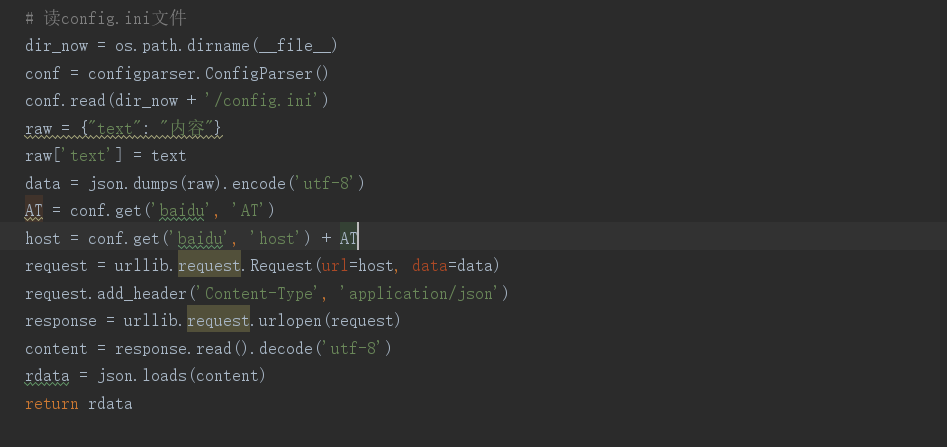 # 读config.ini文件
dir_now = os.path.dirname(__file__)
conf = configparser.ConfigParser()
conf.read(dir_now + '/config.ini')
raw = {"text": "内容"}
raw['text'] = text
data = json.dumps(raw).encode('utf-8')
AT = conf.get('baidu', 'AT')
host = conf.get('baidu', 'host') + AT
request = urllib.request.Request(url=host, data=data)
request.add_header('Content-Type', 'application/json')
response = urllib.request.urlopen(request)
content = response.read().decode('utf-8')
rdata = json.loads(content)
return rdata